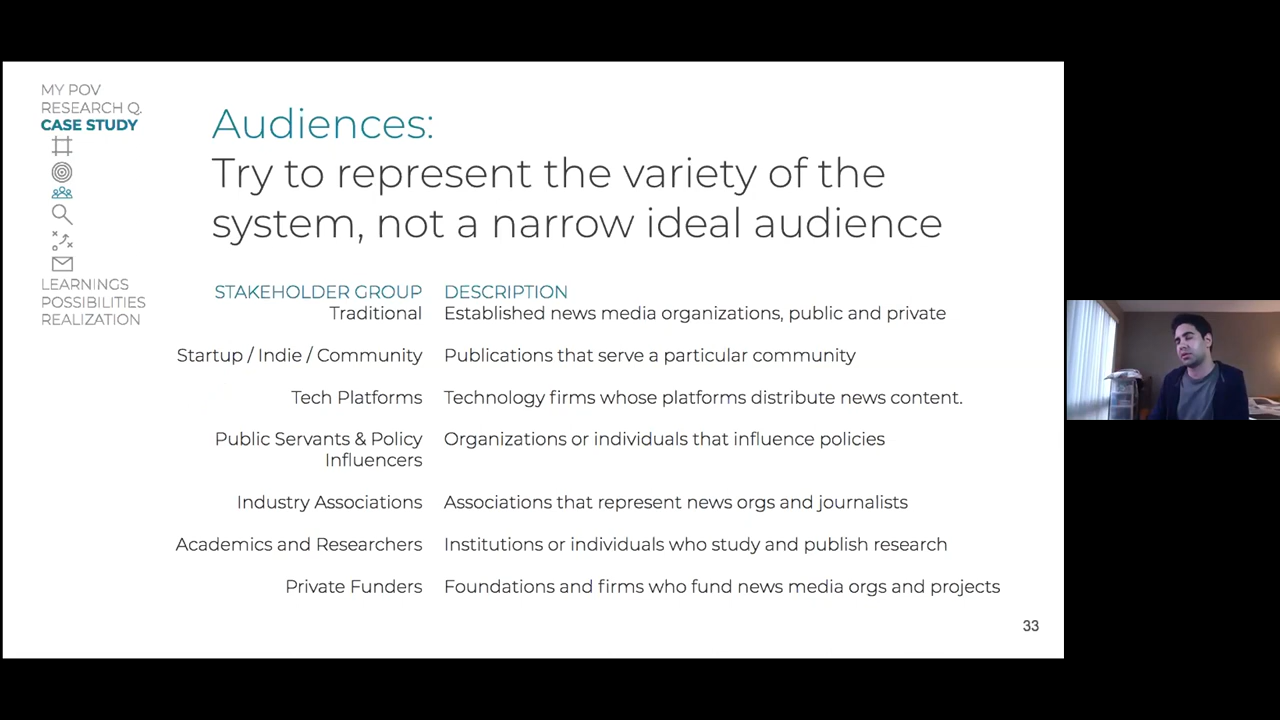 MY POV
RESEARCH Q.
CASE STUDY
LEARNINGS
POSSIBILITIES
REALIZATION
Audiences:
Try to represent the variety of the
system, not a narrow ideal audience
STAKEHOLDER GROUP DESCRIPTION
Traditional Established news media organizations, public and private
Startup / Indie / Community Publications that serve a particular community
Tech Platforms Technology firms whose platforms distribute news content.
Public Servants & Policy Organizations or individuals that influence policies
Influencers
Industry Associations Associations that represent news orgs and journalists
Academics and Researchers Institutions or individuals who study and publish research
Private Funders Foundations and firms who fund news media orgs and projects
33